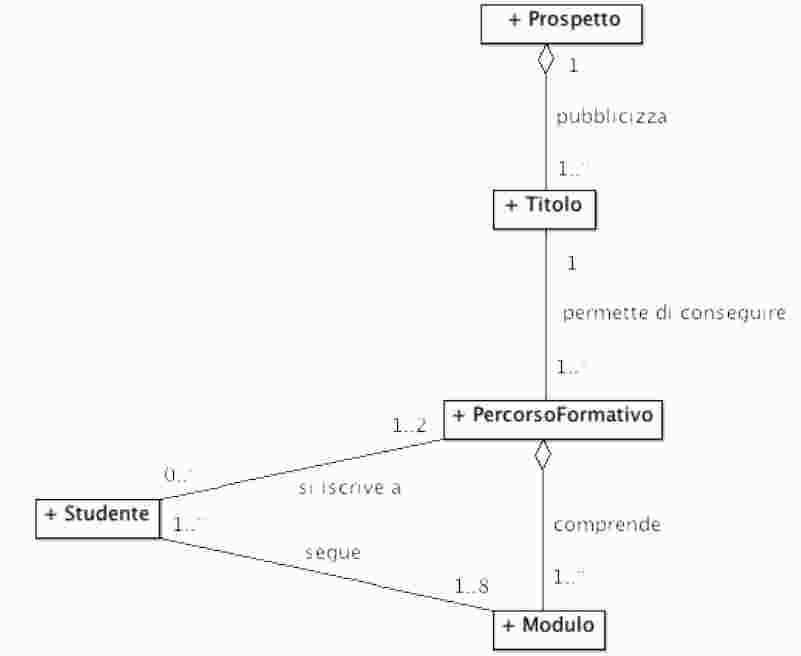 + Prospetto
1
pubblicizza
1..*
+ Titolo
1
permette di conseguire
1..*
+ PercorsoFormativo
1..2
0..*
si iscrive a
+ Studente
1..*
comprende
segue
1..8
1..*
+ Modulo